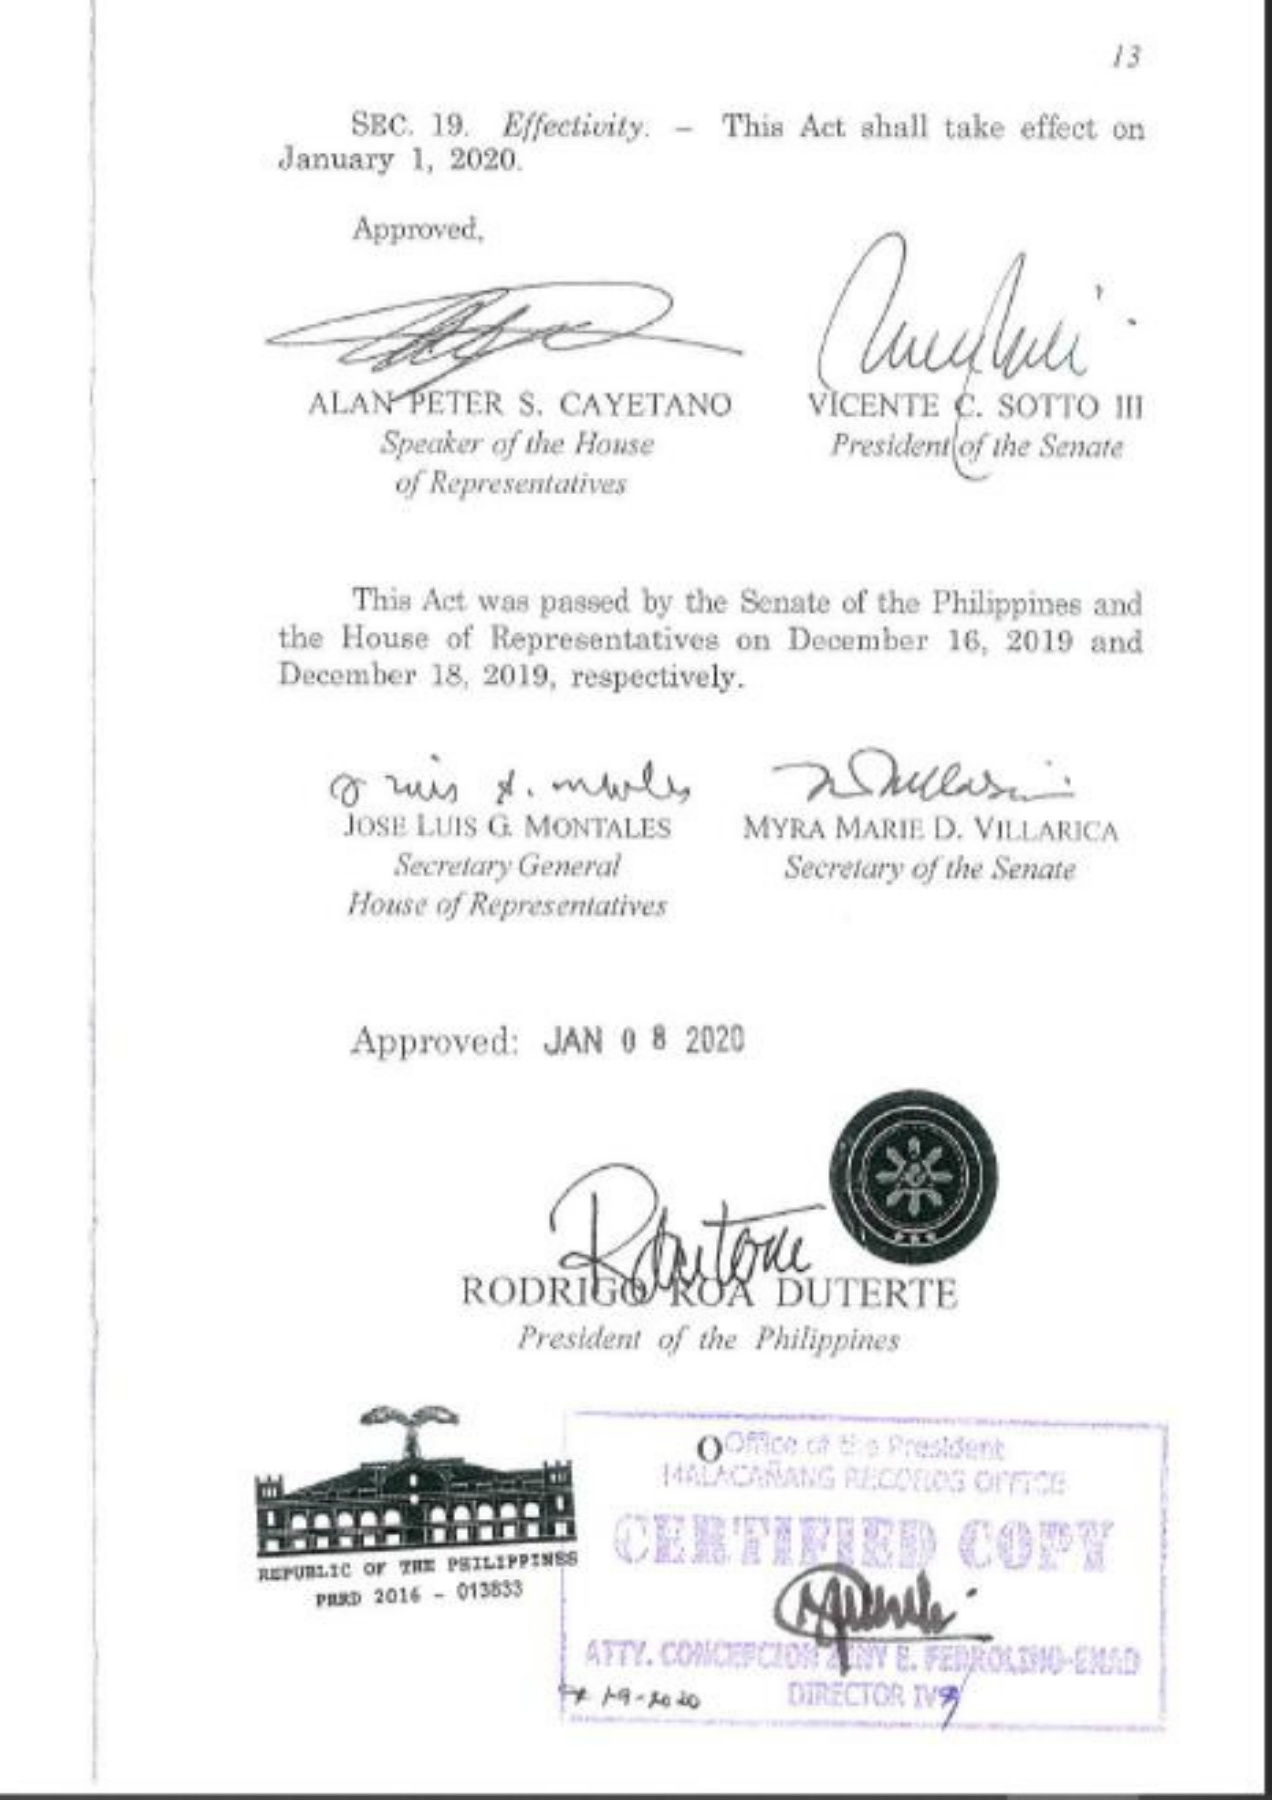 13
SEC. 19. Effectivity. – This Act shall take effect on
January 1, 2020.
Approved,
ALAN PETER S. CAYETANO
Speaker of the House
of Representatives
VICENTE C. SOTTO III
President of the Senate
This Act was passed by the Senate of the Philippines and
the House of Representatives on December 16, 2019 and
December 18, 2019, respectively.
JOSE LUIS G. MONTALES
Secretary General
House of Representatives
MYRA MARIE D. VILLARICA
Secretary of the Senate
Approved: JAN 08 2020
RODRIGO ROA DUTERTE
President of the Philippines
REPUBLIC OF THE PHILIPPINES
PRRD 2016 - 013833
O Office of the President
MALACAÑANG RECORDS OFFICE
CERTIFIED COPY
ATTY. CONCEPCION ZENY E. FERROLINO-ENAD
DIRECTOR IV
1-9-2020